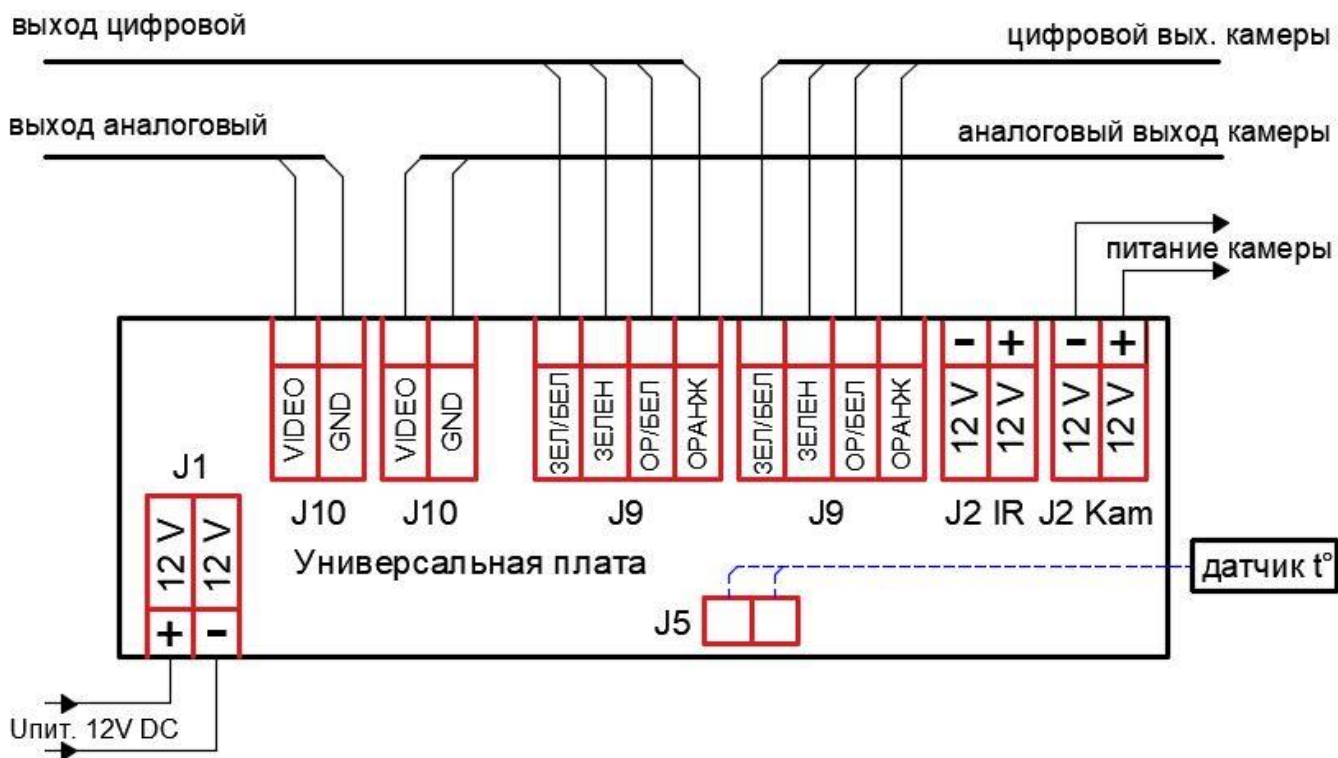 выход цифровой
цифровой вых. камеры
выход аналоговый
аналоговый выход камеры
питание камеры
VIDEO GND VIDEO GND ЗЕЛ/БЕЛ ЗЕЛЕН ОР/БЕЛ ОРАНЖ ЗЕЛ/БЕЛ ЗЕЛЕН ОР/БЕЛ ОРАНЖ - + - +
12 V 12 V 12 V 12 V
J1
J10 J10 J9 J9 J2 IR J2 Kam
12 V 12 V
Универсальная плата
датчик t°
J5
+ -
Uпит. 12V DC